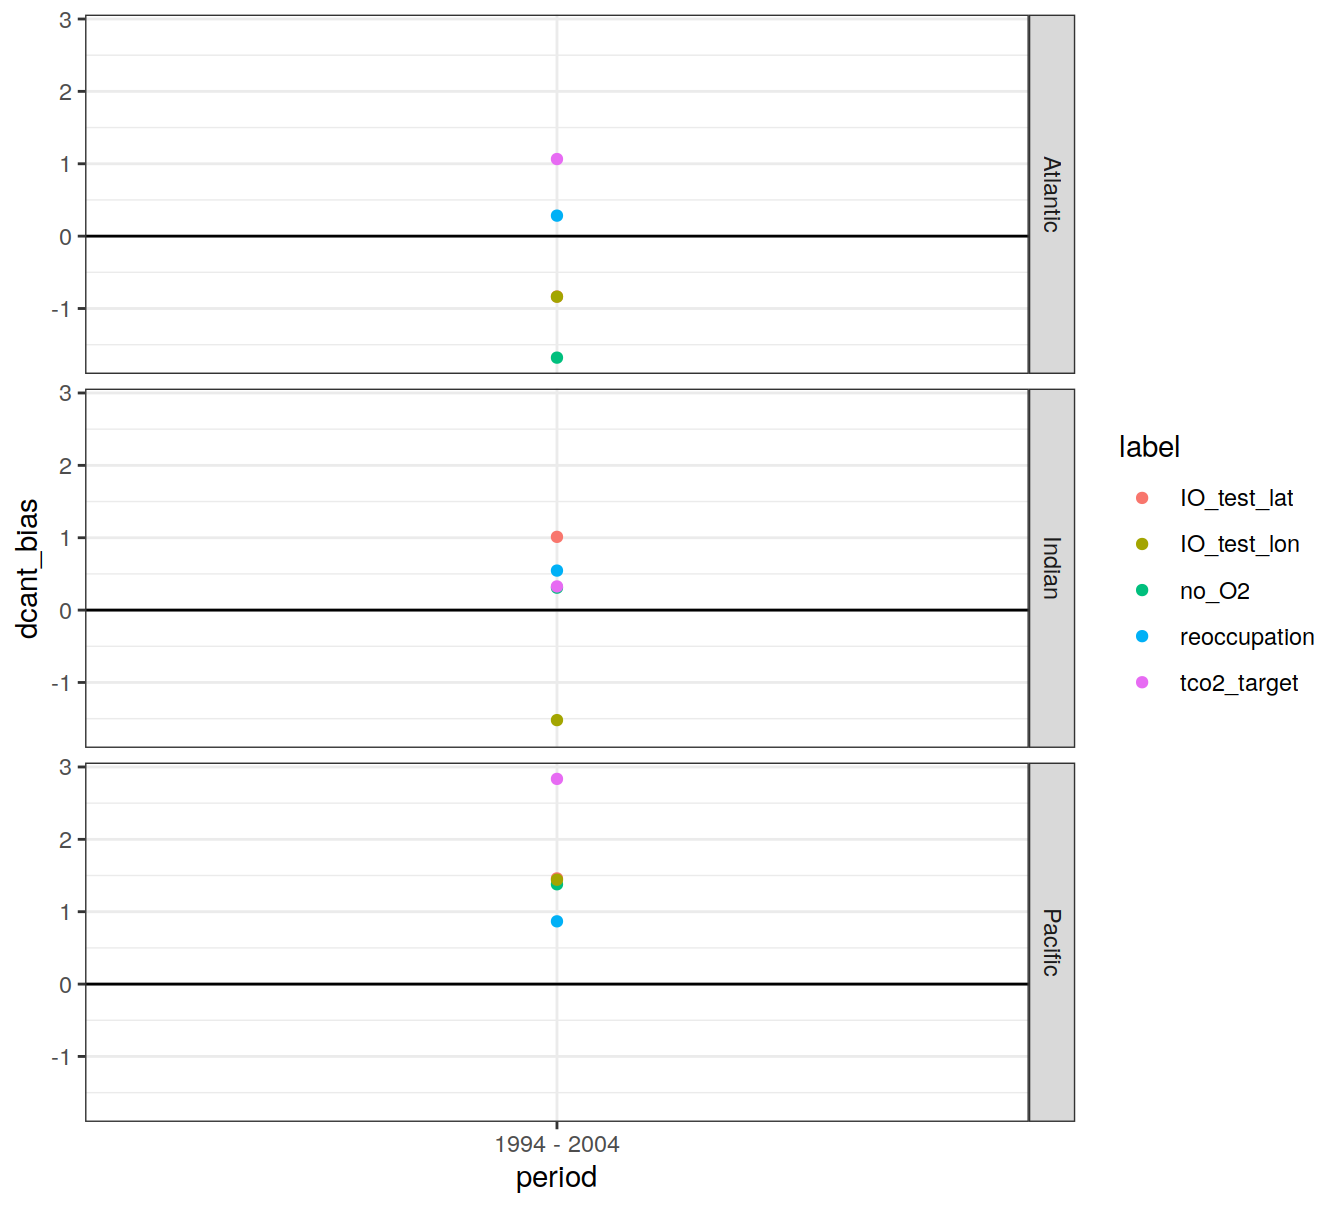 3
2
1
0
-1
Atlantic
3
2
1
0
-1
Indian
3
2
1
0
-1
Pacific
dcant_bias
1994 - 2004
period
label
IO_test_lat
IO_test_lon
no_O2
reoccupation
tco2_target